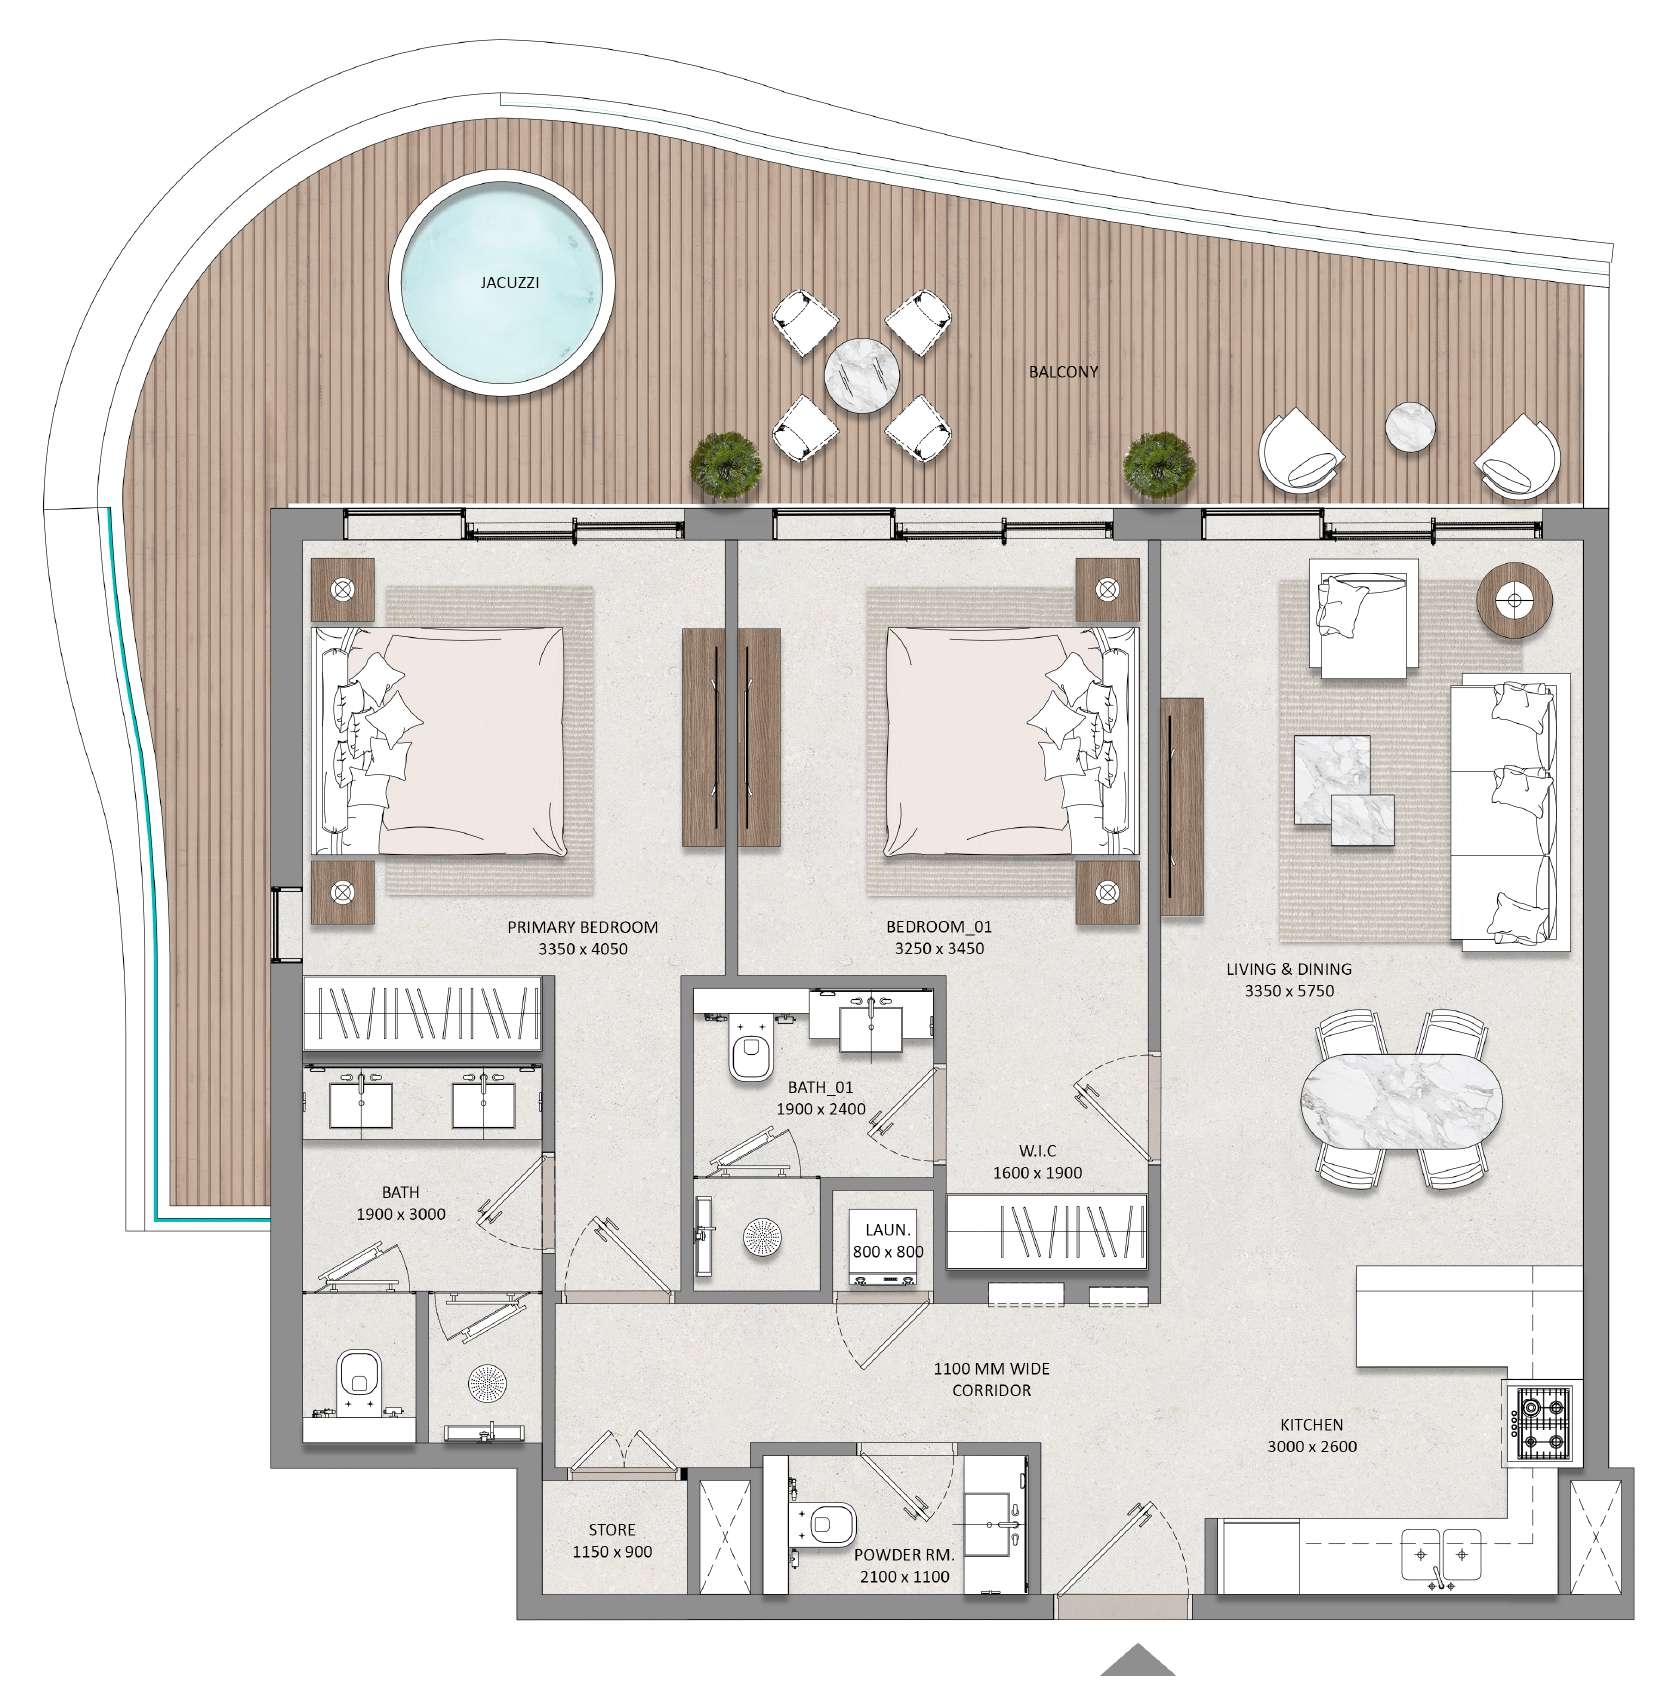 JACUZZI
BALCONY
PRIMARY BEDROOM
3350 x 4050
BEDROOM_01
3250 x 3450
LIVING & DINING
3350 x 5750
BATH_01
1900 x 2400
W.I.C
1600 x 1900
BATH
1900 x 3000
LAUN.
800 x 800
1100 MM WIDE
CORRIDOR
KITCHEN
3000 x 2600
STORE
1150 x 900
POWDER RM.
2100 x 1100